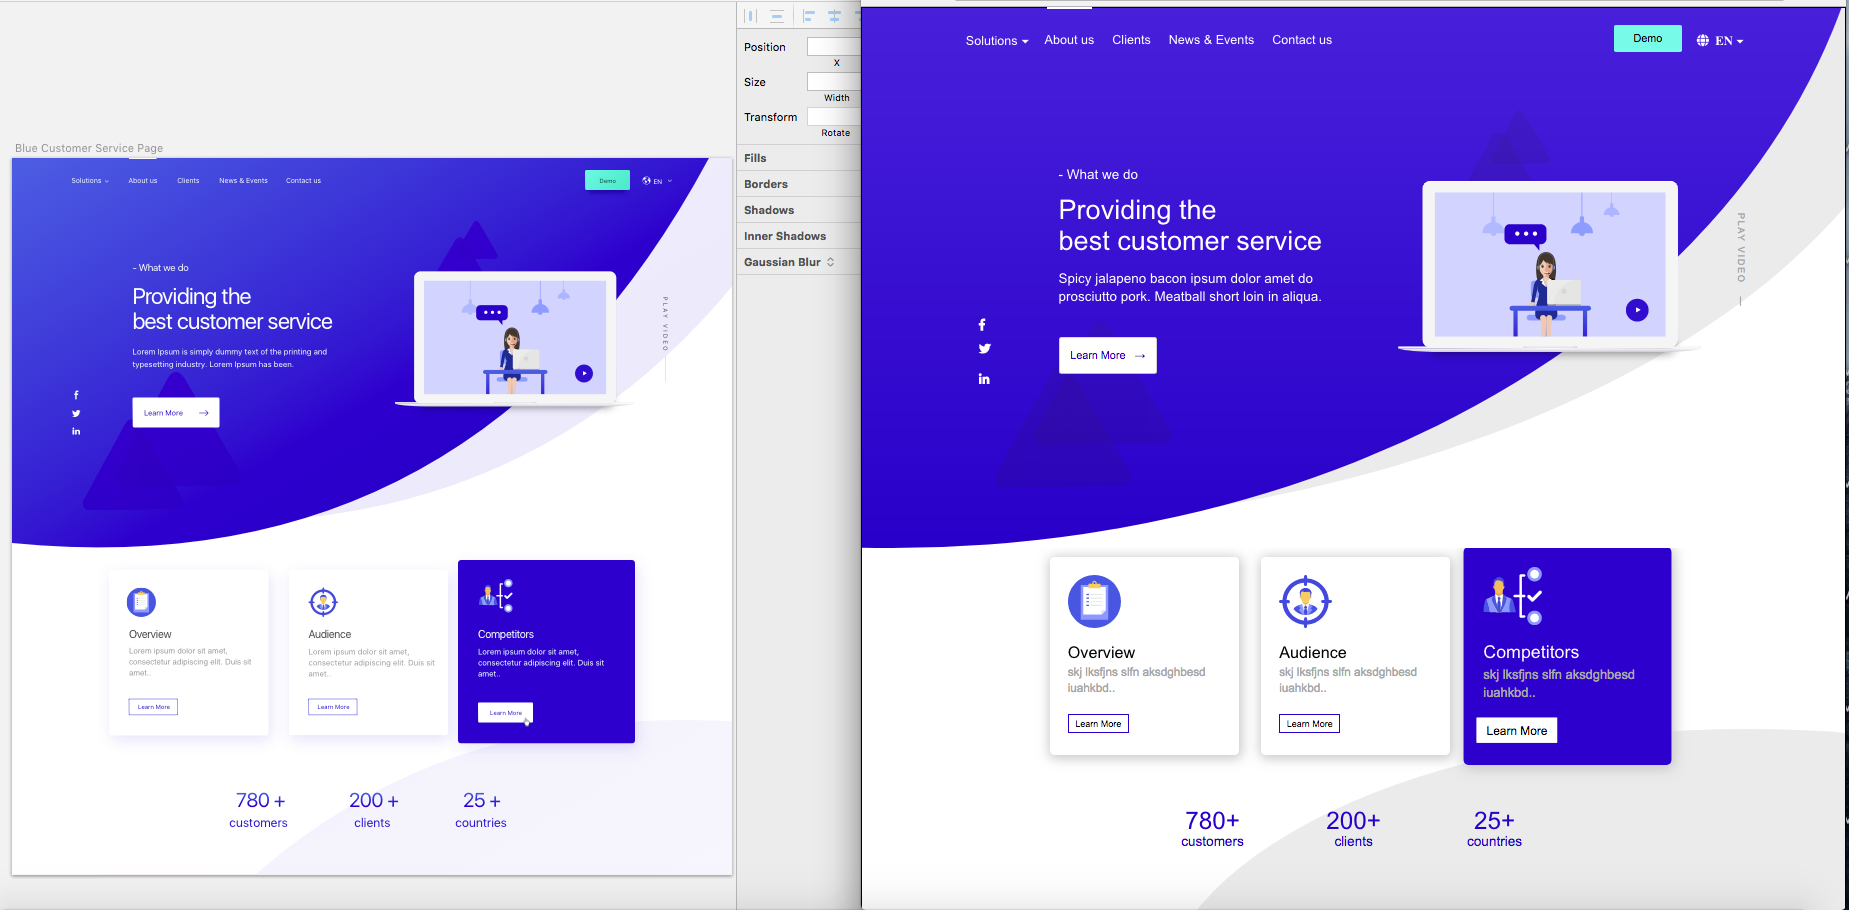 Blue Customer Service Page
Solutions
About us
Clients
News & Events
Contact us
Demo
EN
- What we do
Providing the
best customer service
Lorem Ipsum is simply dummy text of the printing and
typesetting industry. Lorem Ipsum has been.
Learn More
PLAY VIDEO
Overview
Lorem ipsum dolor sit amet,
consectetur adipiscing elit. Duis sit
amet..
Learn More
Audience
Lorem ipsum dolor sit amet,
consectetur adipiscing elit. Duis sit
amet..
Learn More
Competitors
Lorem ipsum dolor sit amet,
consectetur adipiscing elit. Duis sit
amet..
Learn More
780 +
customers
200 +
clients
25 +
countries
Position
X
Size
Width
Transform
Rotate
Fills
Borders
Shadows
Inner Shadows
Gaussian Blur
Solutions
About us
Clients
News & Events
Contact us
Demo
EN
- What we do
Providing the
best customer service
Spicy jalapeno bacon ipsum dolor amet do
prosciutto pork. Meatball short loin in aliqua.
Learn More
PLAY VIDEO
Overview
skj lksfjns slfn aksdghbesd
iuahkbd..
Learn More
Audience
skj lksfjns slfn aksdghbesd
iuahkbd..
Learn More
Competitors
skj lksfjns slfn aksdghbesd
iuahkbd..
Learn More
780+
customers
200+
clients
25+
countries